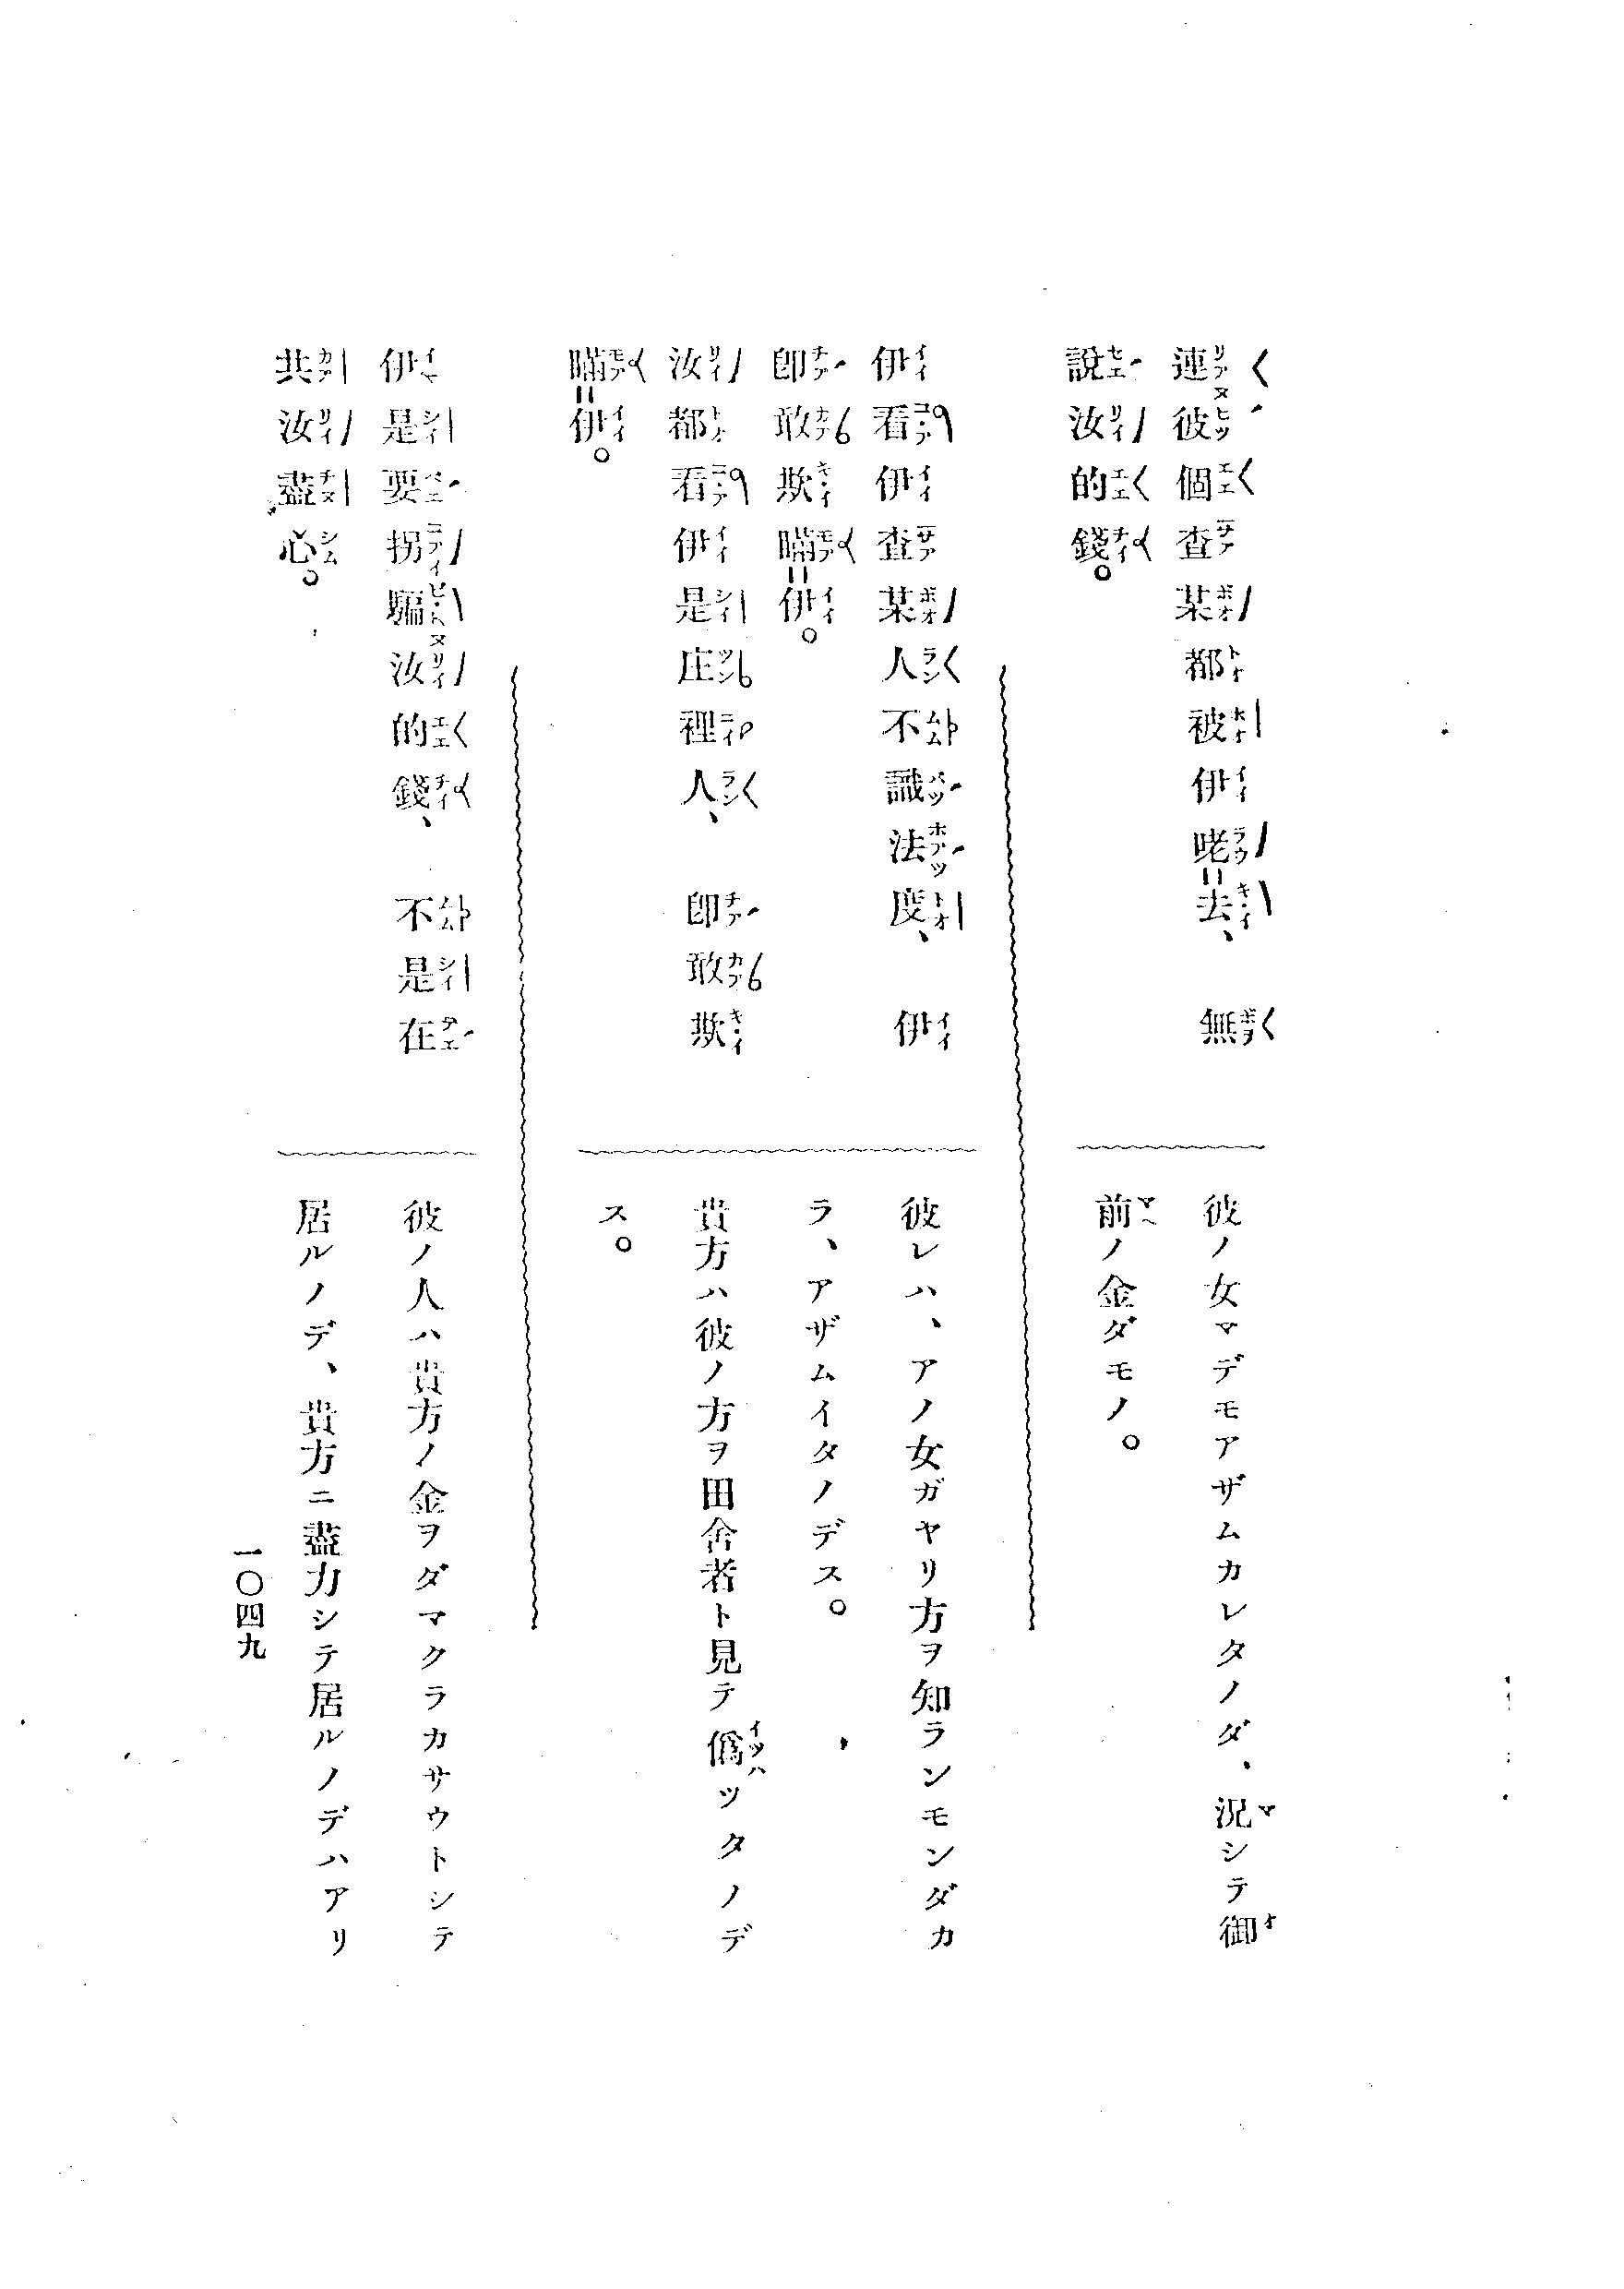 連彼個査某都被伊咾去、無
說汝的錢。
彼ノ女マデモアザムカレタノダ、況シテ御
前ノ金ダモノ。
伊看伊査某人不識法度、伊
卽敢欺瞞伊。
汝都看伊是庄裡人、卽敢欺
瞞伊。
彼レハ、アノ女ガヤリ方ヲ知ランモンダカ
ラ、アザムイタノデス。
貴方ハ彼ノ方ヲ田舍者ト見テ僞ッタノデ
ス。
伊是要拐騙汝的錢、不是在
共汝盡心。
彼ノ人ハ貴方ノ金ヲダマクラカサウトシテ
居ルノデ、貴方ニ盡力シテ居ルノデハアリ
一〇四九